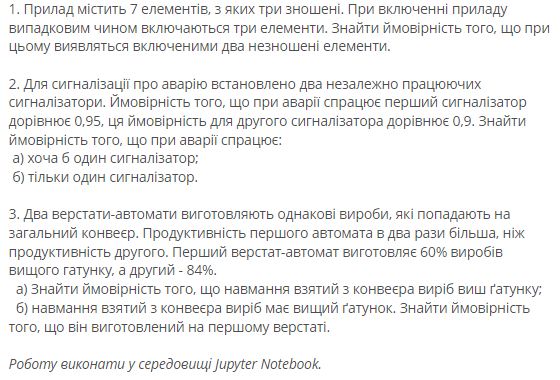 1. Прилад містить 7 елементів, з яких три зношені. При включенні приладу
випадковим чином включаються три елементи. Знайти ймовірність того, що при
цьому виявляться включеними два незношені елементи.
2. Для сигналізації про аварію встановлено два незалежно працюючих
сигналізатори. Ймовірність того, що при аварії спрацює перший сигналізатор
дорівнює 0,95, ця ймовірність для другого сигналізатора дорівнює 0,9. Знайти
ймовірність того, що при аварії спрацює:
а) хоча б один сигналізатор;
б) тільки один сигналізатор.
3. Два верстати-автомати виготовляють однакові вироби, які попадають на
загальний конвеєр. Продуктивність першого автомата в два рази більша, ніж
продуктивність другого. Перший верстат-автомат виготовляє 60% виробів
вищого гатунку, а другий - 84%.
а) Знайти ймовірність того, що навмання взятий з конвеєра виріб виш ґатунку;
б) навмання взятий з конвеєра виріб має вищий ґатунок. Знайти ймовірність
того, що він виготовлений на першому верстаті.
Роботу виконати у середовищі Jupyter Notebook.